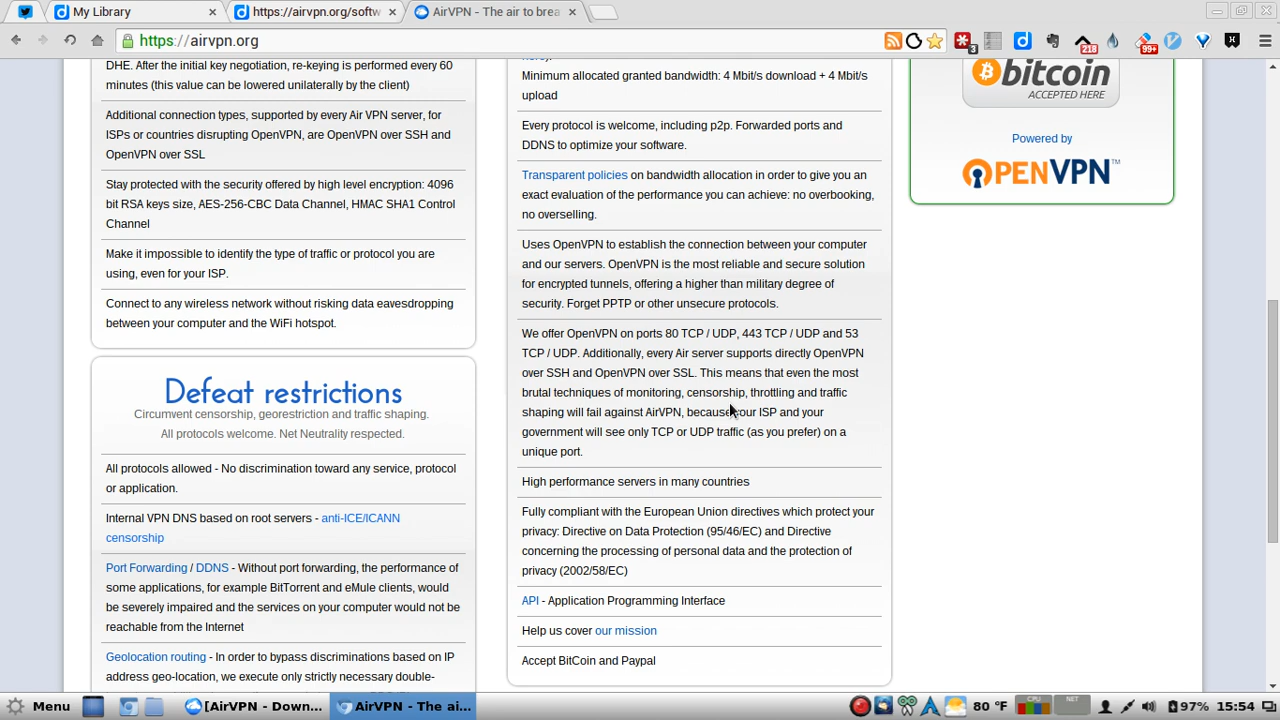 My Library
https://airvpn.org/softw
AirVPN - The air to brea
https://airvpn.org
3
218
99+
DHE. After the initial key negotiation, re-keying is performed every 60
minutes (this value can be lowered unilaterally by the client)
Additional connection types, supported by every Air VPN server, for
ISPs or countries disrupting OpenVPN, are OpenVPN over SSH and
OpenVPN over SSL
Stay protected with the security offered by high level encryption: 4096
bit RSA keys size, AES-256-CBC Data Channel, HMAC SHA1 Control
Channel
Make it impossible to identify the type of traffic or protocol you are
using, even for your ISP.
Connect to any wireless network without risking data eavesdropping
between your computer and the WiFi hotspot.
Defeat restrictions
Circumvent censorship, georestriction and traffic shaping.
All protocols welcome. Net Neutrality respected.
All protocols allowed - No discrimination toward any service, protocol
or application.
Internal VPN DNS based on root servers - anti-ICE/ICANN
censorship
Port Forwarding / DDNS - Without port forwarding, the performance of
some applications, for example BitTorrent and eMule clients, would
be severely impaired and the services on your computer would not be
reachable from the Internet
Geolocation routing - In order to bypass discriminations based on IP
address geo-location, we execute only strictly necessary double-
Minimum allocated granted bandwidth: 4 Mbit/s download + 4 Mbit/s
upload
Every protocol is welcome, including p2p. Forwarded ports and
DDNS to optimize your software.
Transparent policies on bandwidth allocation in order to give you an
exact evaluation of the performance you can achieve: no overbooking,
no overselling.
Uses OpenVPN to establish the connection between your computer
and our servers. OpenVPN is the most reliable and secure solution
for encrypted tunnels, offering a higher than military degree of
security. Forget PPTP or other unsecure protocols.
We offer OpenVPN on ports 80 TCP / UDP, 443 TCP / UDP and 53
TCP / UDP. Additionally, every Air server supports directly OpenVPN
over SSH and OpenVPN over SSL. This means that even the most
brutal techniques of monitoring, censorship, throttling and traffic
shaping will fail against AirVPN, because your ISP and your
government will see only TCP or UDP traffic (as you prefer) on a
unique port.
High performance servers in many countries
Fully compliant with the European Union directives which protect your
privacy: Directive on Data Protection (95/46/EC) and Directive
concerning the processing of personal data and the protection of
privacy (2002/58/EC)
API - Application Programming Interface
Help us cover our mission
Accept BitCoin and Paypal
bitcoin
ACCEPTED HERE
Powered by
OPENVPN™
Menu
[AirVPN - Down...
AirVPN - The ai...
80 °F
CPU
NET
97%
15:54